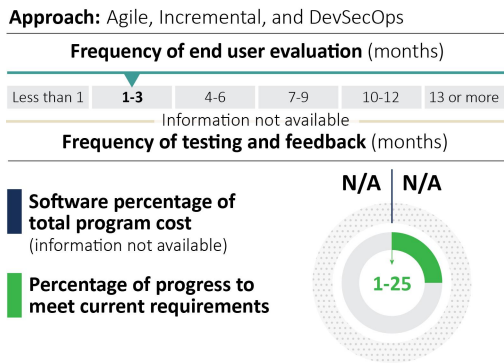 Approach: Agile, Incremental, and DevSecOps
Frequency of end user evaluation (months)
Less than 1 1-3 4-6 7-9 10-12 13 or more
Information not available
Frequency of testing and feedback (months)
N/A N/A
Software percentage of
total program cost
(information not available)
Percentage of progress to
meet current requirements
1-25